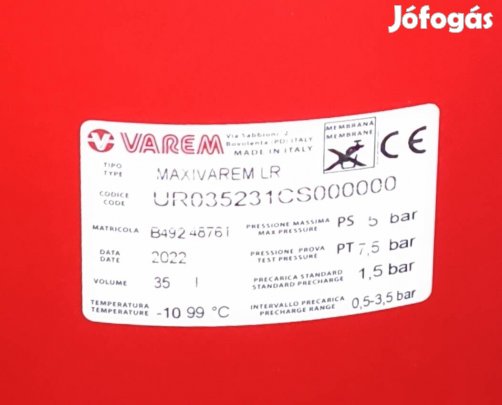 Jófogás
VAREM
Via Sabbioni, 2
Bovolenta (PD) ITALY
MADE IN ITALY
MEMBRANA
MEMBRANE
CE
TIPO
TYPE
MAXIVAREM LR
CODICE
CODE
UR035231CS000000
MATRICOLA B492 48761
PRESSIONE MASSIMA
MAX PRESSURE
PS 5 bar
DATA
DATE
2022
PRESSIONE PROVA
TEST PRESSURE
PT 7,5 bar
VOLUME 35 l
PRECARICA STANDARD
STANDARD PRECHARGE
1,5 bar
TEMPERATURA
TEMPERATURE
-10 99 °C
INTERVALLO PRECARICA
PRECHARGE RANGE
0,5-3,5 bar